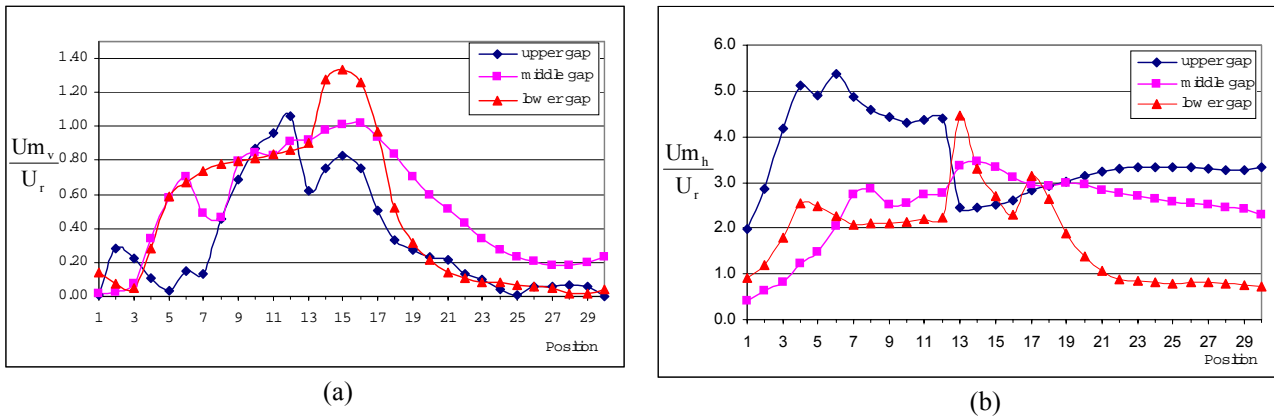 1.40
1.20
1.00
0.80
0.60
0.40
0.20
0.00
Um_v
U_r
upper gap
middle gap
lower gap
1 3 5 7 9 11 13 15 17 19 21 23 25 27 29
Position
(a)
6.0
5.0
4.0
3.0
2.0
1.0
0.0
Um_h
U_r
upper gap
middle gap
lower gap
1 3 5 7 9 11 13 15 17 19 21 23 25 27 29
Position
(b)